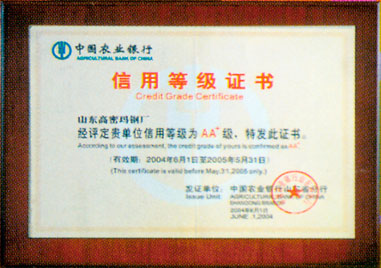 中国农业银行
AGRICULTURAL BANK OF CHINA
信用等级证书
Credit Grade Certificate
山东高密玛钢厂
经评定贵单位信用等级为 AA+ 级、特发此证书。
According to our assessment, the credit grade of yours is confirmed as AA+.
(有效期: 2004年6月1日至2005年5月31日)
(This certificate is valid before May,31,2005 only.)
发证单位: 中国农业银行山东省分行
Issue Unit: AGRICULTURAL BANK OF CHINA
SHANDONG BRANCH
2004年6月1日
JUNE .1,2004